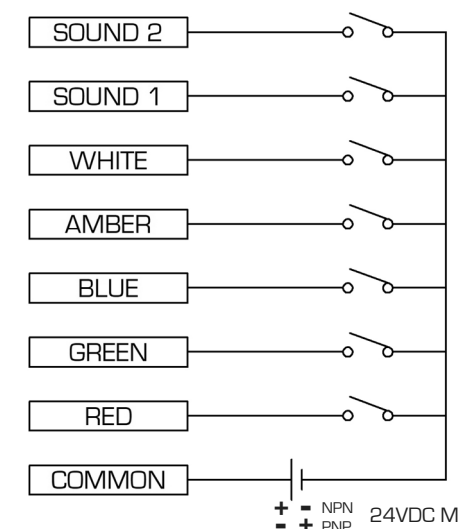 SOUND 2
SOUND 1
WHITE
AMBER
BLUE
GREEN
RED
COMMON
+ - NPN 24VDC M
- + PNP